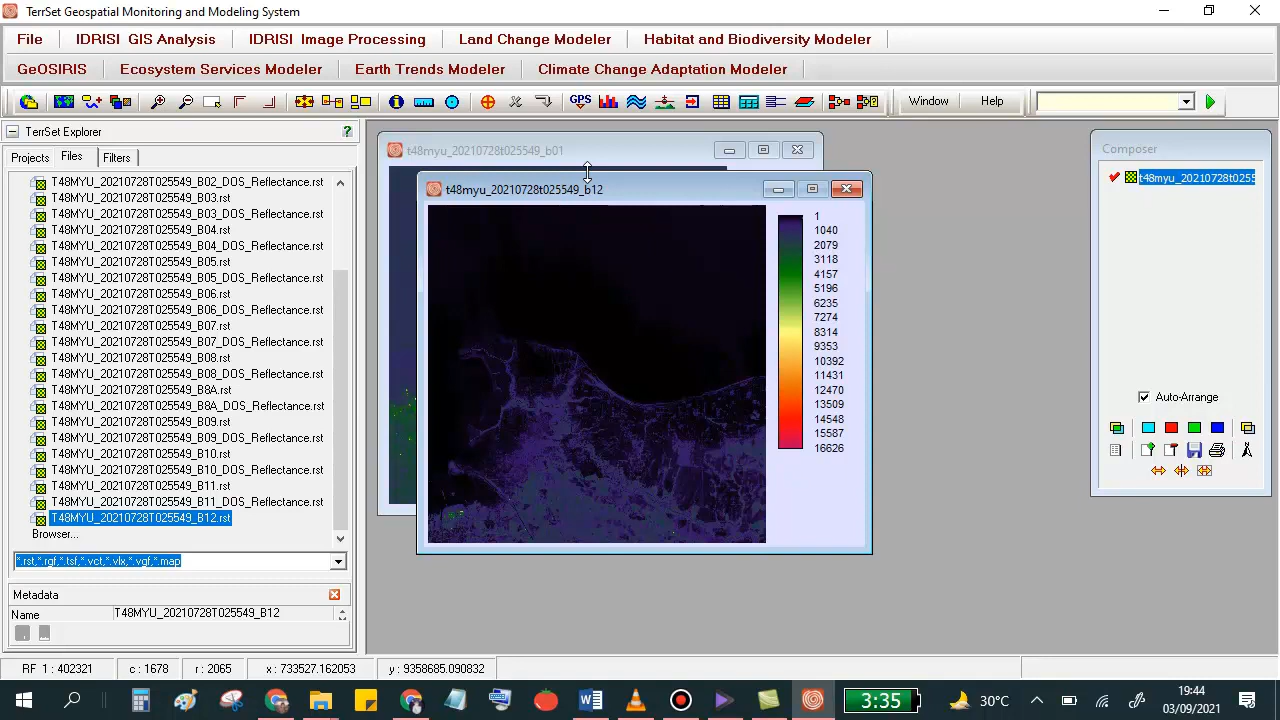 TerrSet Geospatial Monitoring and Modeling System
File IDRISI GIS Analysis IDRISI Image Processing Land Change Modeler Habitat and Biodiversity Modeler
GeOSIRIS Ecosystem Services Modeler Earth Trends Modeler Climate Change Adaptation Modeler
GPS Window Help
TerrSet Explorer ?
Projects Files Filters
T48MYU_20210728T025549_B02_DOS_Reflectance.rst
T48MYU_20210728T025549_B03.rst
T48MYU_20210728T025549_B03_DOS_Reflectance.rst
T48MYU_20210728T025549_B04.rst
T48MYU_20210728T025549_B04_DOS_Reflectance.rst
T48MYU_20210728T025549_B05.rst
T48MYU_20210728T025549_B05_DOS_Reflectance.rst
T48MYU_20210728T025549_B06.rst
T48MYU_20210728T025549_B06_DOS_Reflectance.rst
T48MYU_20210728T025549_B07.rst
T48MYU_20210728T025549_B07_DOS_Reflectance.rst
T48MYU_20210728T025549_B08.rst
T48MYU_20210728T025549_B08_DOS_Reflectance.rst
T48MYU_20210728T025549_B8A.rst
T48MYU_20210728T025549_B8A_DOS_Reflectance.rst
T48MYU_20210728T025549_B09.rst
T48MYU_20210728T025549_B09_DOS_Reflectance.rst
T48MYU_20210728T025549_B10.rst
T48MYU_20210728T025549_B10_DOS_Reflectance.rst
T48MYU_20210728T025549_B11.rst
T48MYU_20210728T025549_B11_DOS_Reflectance.rst
T48MYU_20210728T025549_B12.rst
Browser...
*.rst,*.rgf,*.tsf,*.vct,*.vlx,*.vgf,*.map
Metadata
Name T48MYU_20210728T025549_B12
t48myu_20210728t025549_b01
t48myu_20210728t025549_b12
1
1040
2079
3118
4157
5196
6235
7274
8314
9353
10392
11431
12470
13509
14548
15587
16626
Composer
t48myu_20210728t0255
Auto-Arrange
RF 1 : 402321 c : 1678 r : 2065 x : 733527.162053 y : 9358685.090832
3:35 30°C 19:44
03/09/2021